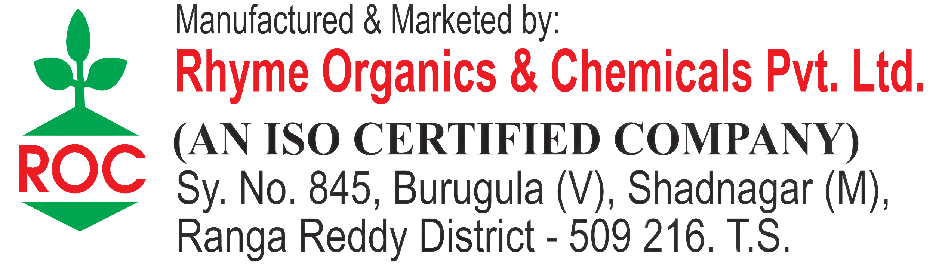 Manufactured & Marketed by:
Rhyme Organics & Chemicals Pvt. Ltd.
ROC
(AN ISO CERTIFIED COMPANY)
Sy. No. 845, Burugula (V), Shadnagar (M),
Ranga Reddy District - 509 216. T.S.